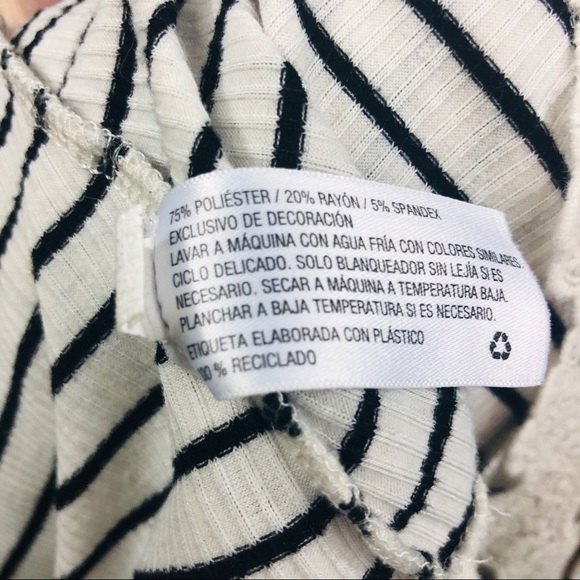 75% POLIÉSTER / 20% RAYÓN / 5% SPANDEX
EXCLUSIVO DE DECORACIÓN
LAVAR A MÁQUINA CON AGUA FRÍA CON COLORES SIMILARES.
CICLO DELICADO. SOLO BLANQUEADOR SIN LEJÍA SI ES
NECESARIO. SECAR A MÁQUINA A TEMPERATURA BAJA.
PLANCHAR A BAJA TEMPERATURA SI ES NECESARIO.
ETIQUETA ELABORADA CON PLÁSTICO
100 % RECICLADO